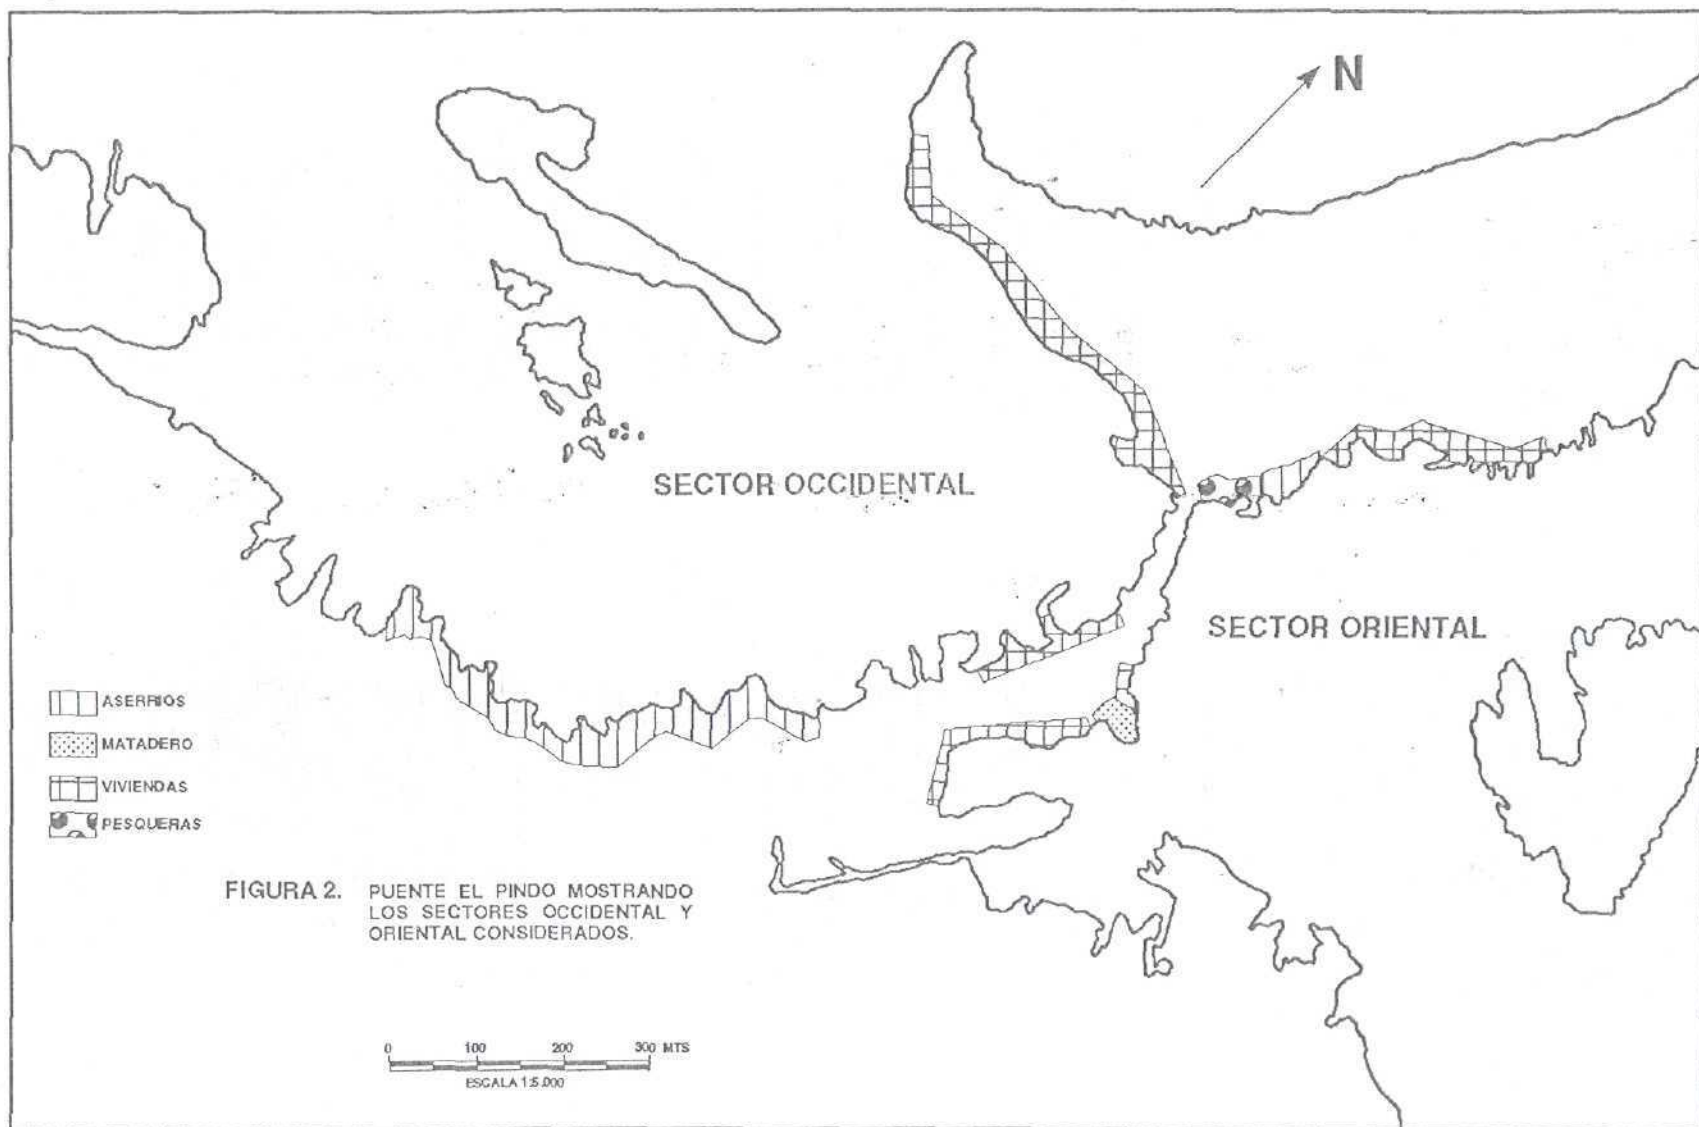 N
SECTOR OCCIDENTAL
SECTOR ORIENTAL
ASERRIOS
MATADERO
VIVIENDAS
PESQUERAS
FIGURA 2. PUENTE EL PINDO MOSTRANDO
LOS SECTORES OCCIDENTAL Y
ORIENTAL CONSIDERADOS.
0 100 200 300 MTS
ESCALA 1:5.000